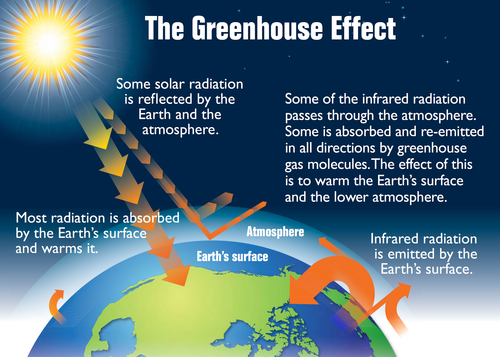 The Greenhouse Effect
Some solar radiation
is reflected by the
Earth and the
atmosphere.
Some of the infrared radiation
passes through the atmosphere.
Some is absorbed and re-emitted
in all directions by greenhouse
gas molecules. The effect of this
is to warm the Earth's surface
and the lower atmosphere.
Most radiation is absorbed
by the Earth's surface
and warms it.
Atmosphere
Earth's surface
Infrared radiation
is emitted by the
Earth's surface.